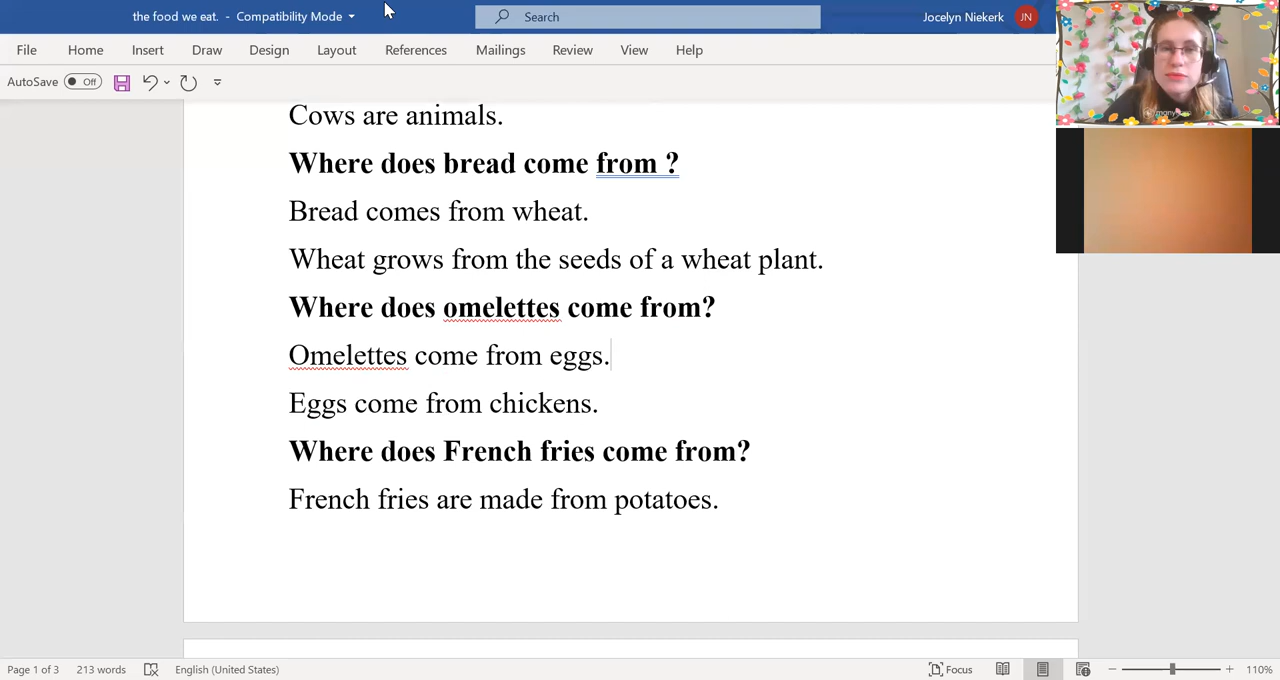 the food we eat. - Compatibility Mode
Search
Jocelyn Niekerk
JN
File Home Insert Draw Design Layout References Mailings Review View Help
AutoSave Off
Cows are animals.
Where does bread come from ?
Bread comes from wheat.
Wheat grows from the seeds of a wheat plant.
Where does omelettes come from?
Omelettes come from eggs.
Eggs come from chickens.
Where does French fries come from?
French fries are made from potatoes.
Page 1 of 3 213 words English (United States) Focus 110%